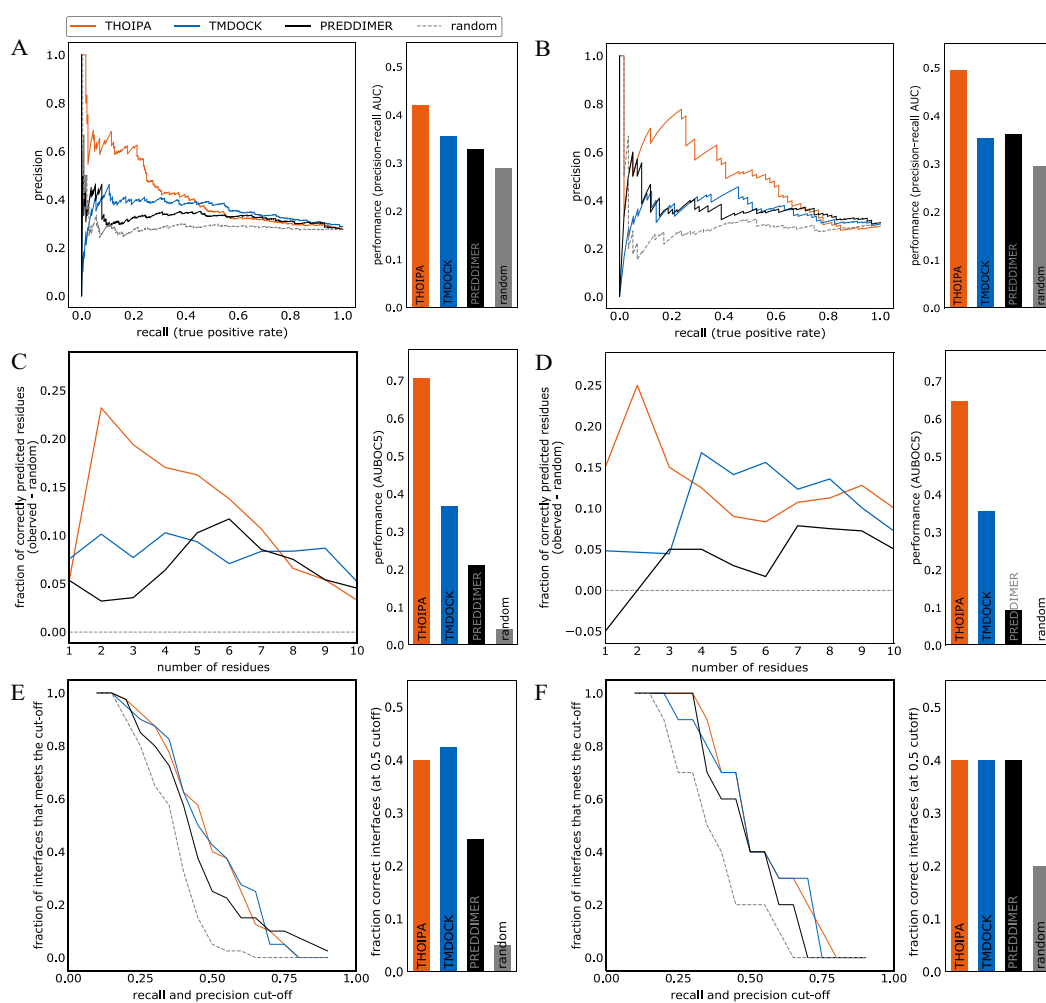 THOIPA TMDOCK PREDDIMER random
A
1.0
0.8
0.6
0.4
0.2
0.0
precision
0.0 0.2 0.4 0.6 0.8 1.0
recall (true positive rate)
0.5
0.4
0.3
0.2
0.1
0.0
performance (precision-recall AUC)
THOIPA
TMDOCK
PREDDIMER
random
B
1.0
0.8
0.6
0.4
0.2
0.0
precision
0.0 0.2 0.4 0.6 0.8 1.0
recall (true positive rate)
0.5
0.4
0.3
0.2
0.1
0.0
performance (precision-recall AUC)
THOIPA
TMDOCK
PREDDIMER
random
C
0.25
0.20
0.15
0.10
0.05
0.00
fraction of correctly predicted residues
(oberved - random)
1 2 3 4 5 6 7 8 9 10
number of residues
0.7
0.6
0.5
0.4
0.3
0.2
0.1
0.0
performance (AUBOC5)
THOIPA
TMDOCK
PREDDIMER
random
D
0.25
0.20
0.15
0.10
0.05
0.00
−0.05
fraction of correctly predicted residues
(oberved - random)
1 2 3 4 5 6 7 8 9 10
number of residues
0.7
0.6
0.5
0.4
0.3
0.2
0.1
0.0
performance (AUBOC5)
THOIPA
TMDOCK
PREDDIMER
random
E
1.0
0.8
0.6
0.4
0.2
0.0
fraction of interfaces that meets the cut-off
0.00 0.25 0.50 0.75 1.00
recall and precision cut-off
0.5
0.4
0.3
0.2
0.1
0.0
fraction correct interfaces (at 0.5 cutoff)
THOIPA
TMDOCK
PREDDIMER
random
F
1.0
0.8
0.6
0.4
0.2
0.0
fraction of interfaces that meets the cut-off
0.00 0.25 0.50 0.75 1.00
recall and precision cut-off
0.5
0.4
0.3
0.2
0.1
0.0
fraction correct interfaces (at 0.5 cutoff)
THOIPA
TMDOCK
PREDDIMER
random